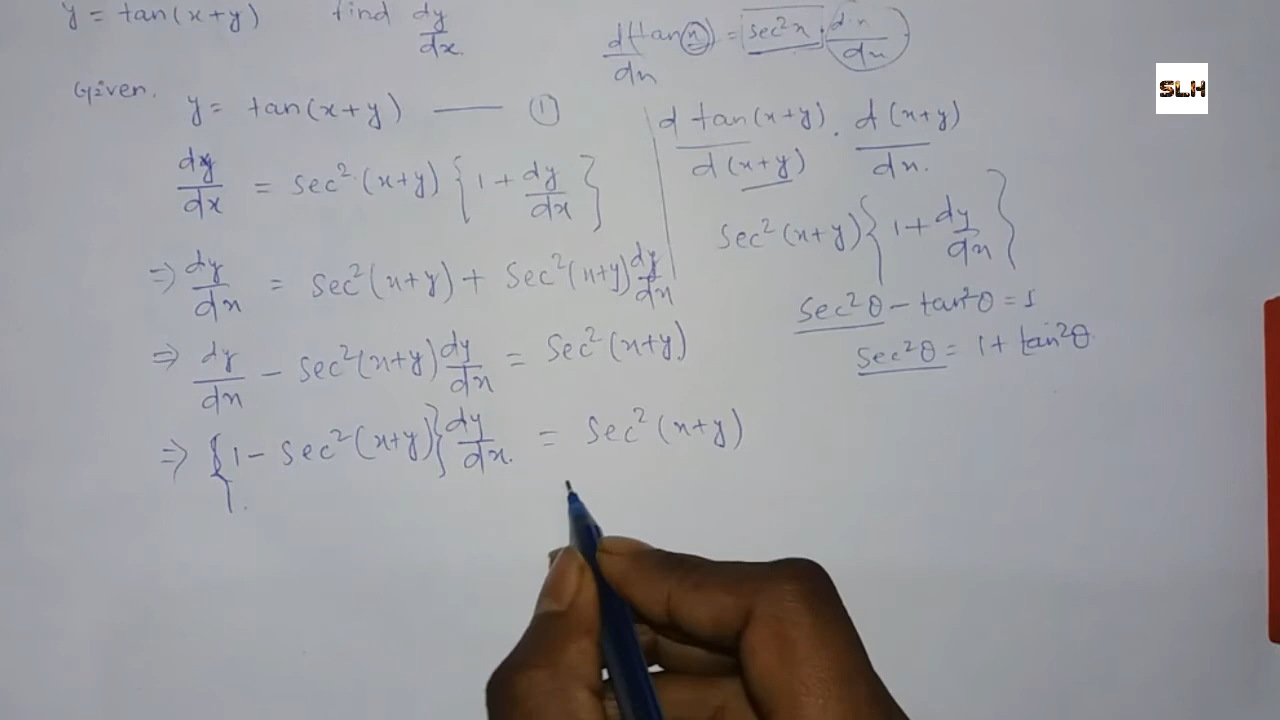 y = tan(x+y) find dy/dx
d(tan(x))/dx = sec²x · dx/dx
Given.
y = tan(x+y) —— ①
dy/dx = sec²(x+y) {1 + dy/dx}
⇒ dy/dx = sec²(x+y) + sec²(x+y) dy/dx
⇒ dy/dx − sec²(x+y) dy/dx = sec²(x+y)
⇒ {1 − sec²(x+y)} dy/dx. = sec²(x+y)
d tan(x+y)/d(x+y) · d(x+y)/dx.
sec²(x+y) {1 + dy/dx}
sec²θ − tan²θ = 1
sec²θ = 1 + tan²θ
SLH